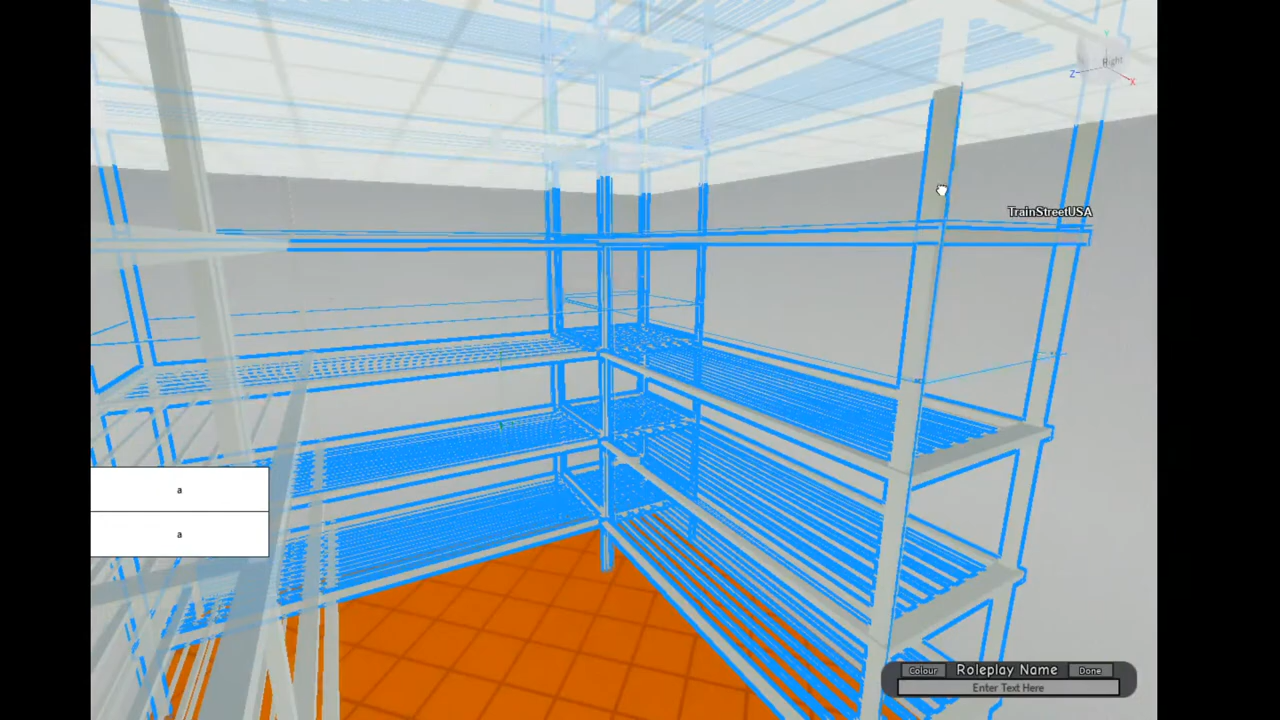 Y
Right
Z
X
TrainStreetUSA
a
a
Colour
Roleplay Name
Done
Enter Text Here